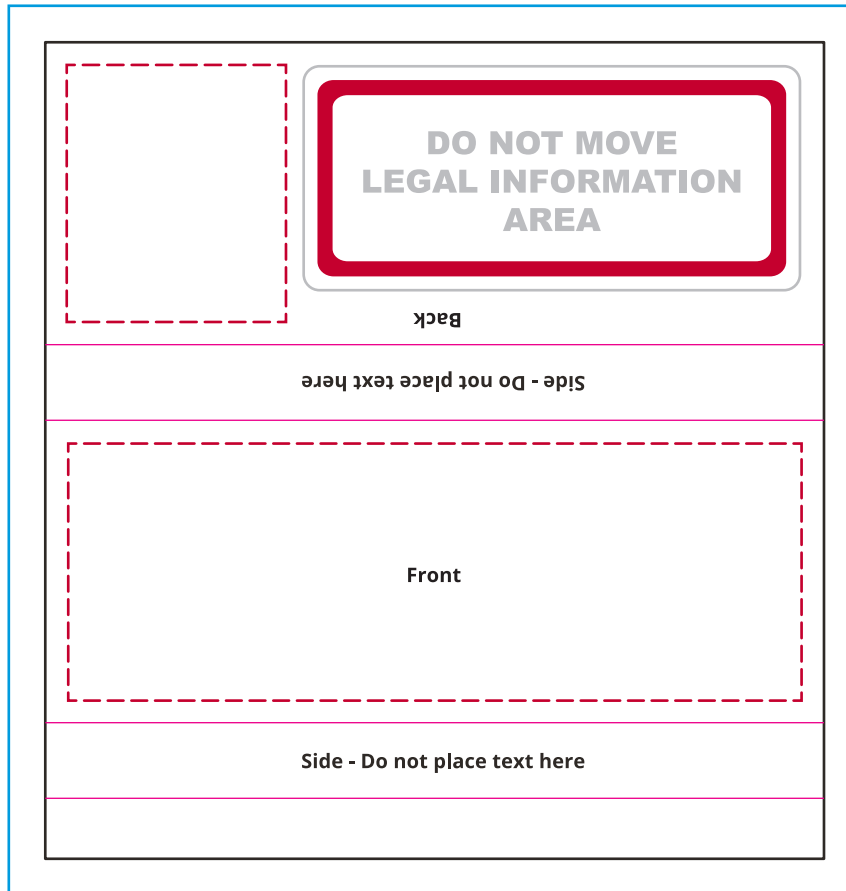 DO NOT MOVE
LEGAL INFORMATION
AREA
Back
Side - Do not place text here
Front
Side - Do not place text here